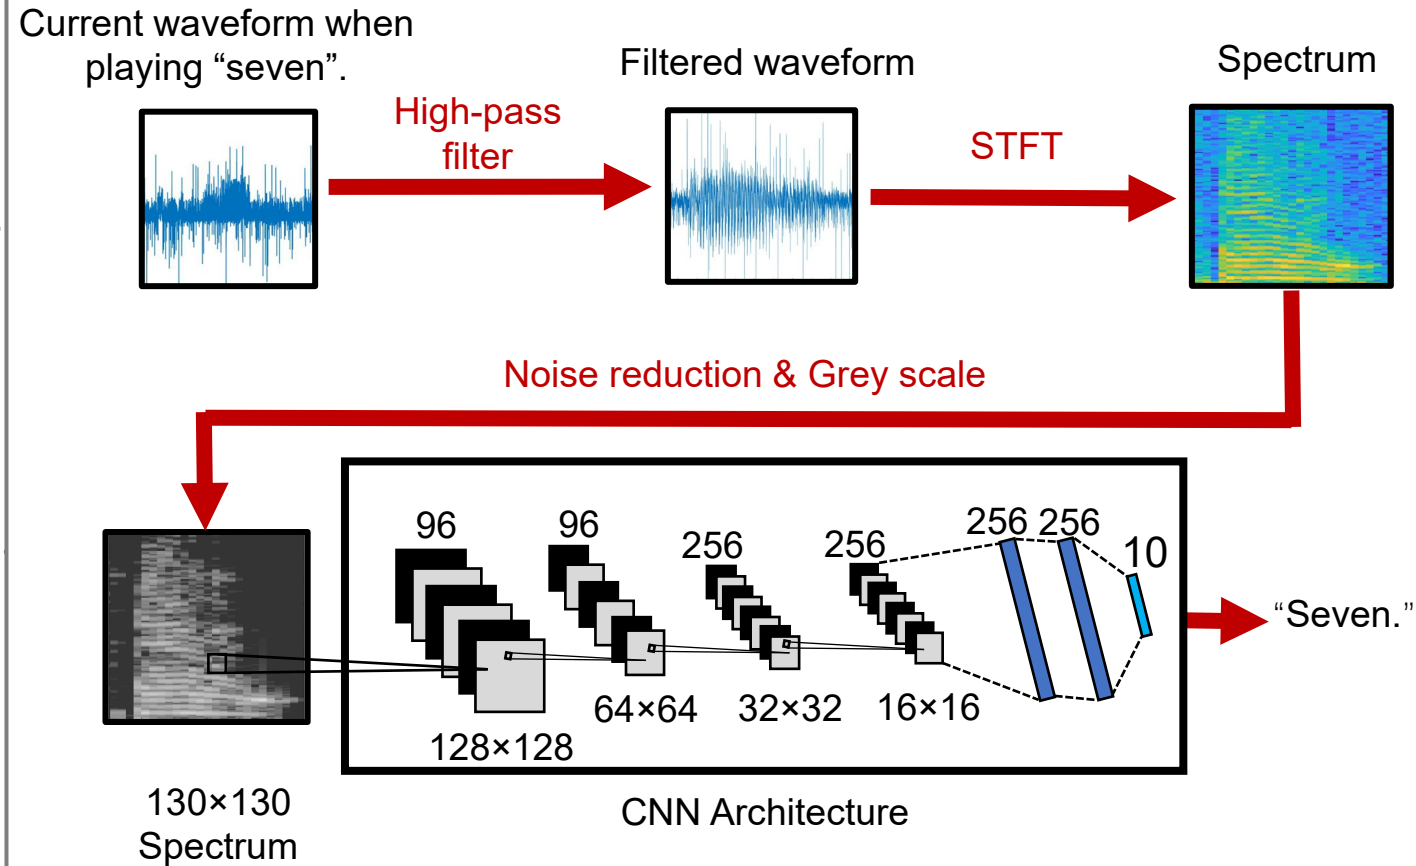 Current waveform when
playing “seven”.
Filtered waveform
Spectrum
High-pass
filter
STFT
Noise reduction & Grey scale
96
96
256
256
256
256
10
“Seven.”
128×128
64×64
32×32
16×16
130×130
Spectrum
CNN Architecture